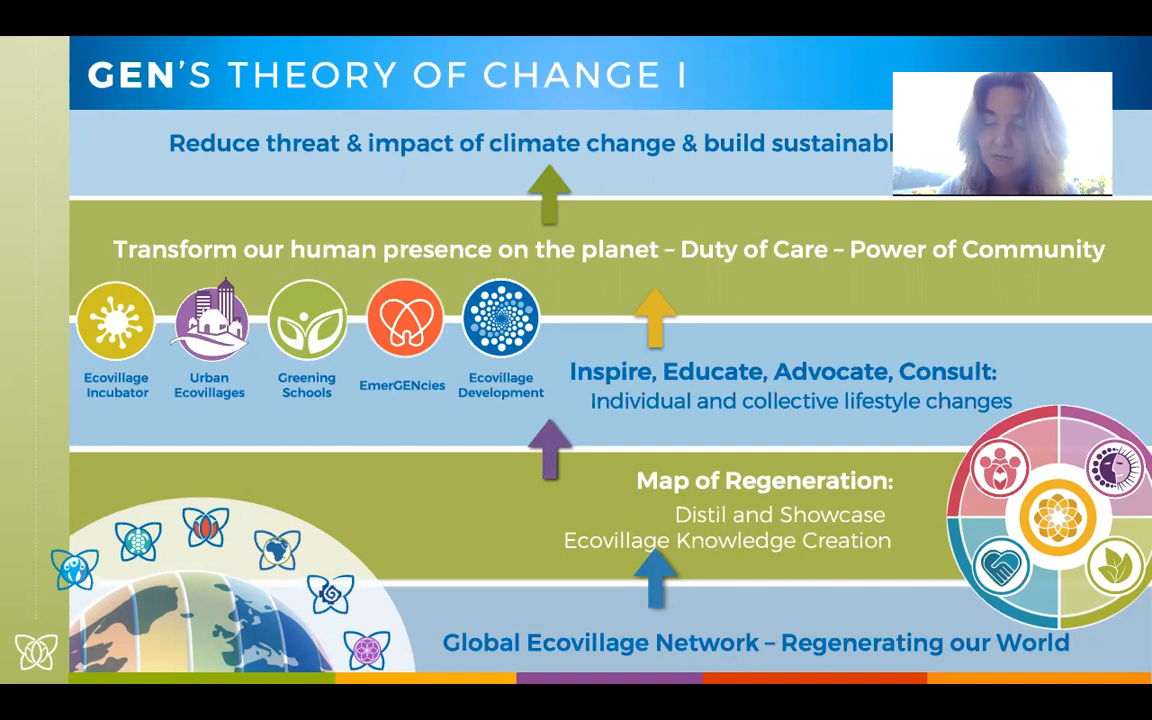 GEN'S THEORY OF CHANGE I
Reduce threat & impact of climate change & build
Transform our human presence on the planet – Duty of Care – Power of Community
Ecovillage
Incubator
Urban
Ecovillages
Greening
Schools
EmerGENcies
Ecovillage
Development
Inspire, Educate, Advocate, Consult:
Individual and collective lifestyle changes
Map of Regeneration:
Distil and Showcase
Ecovillage Knowledge Creation
Global Ecovillage Network – Regenerating our World